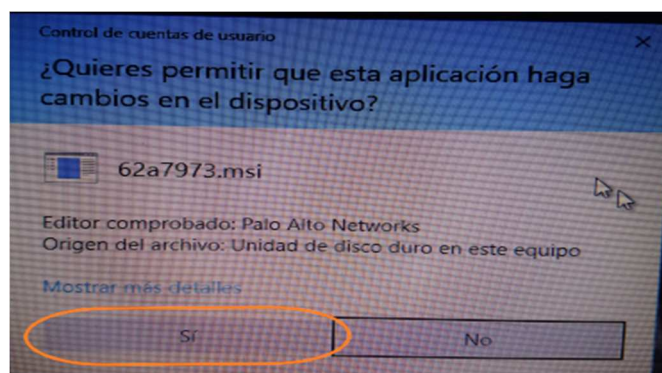 Control de cuentas de usuario
¿Quieres permitir que esta aplicación haga
cambios en el dispositivo?
62a7973.msi
Editor comprobado: Palo Alto Networks
Origen del archivo: Unidad de disco duro en este equipo
Mostrar más detalles
Sí
No